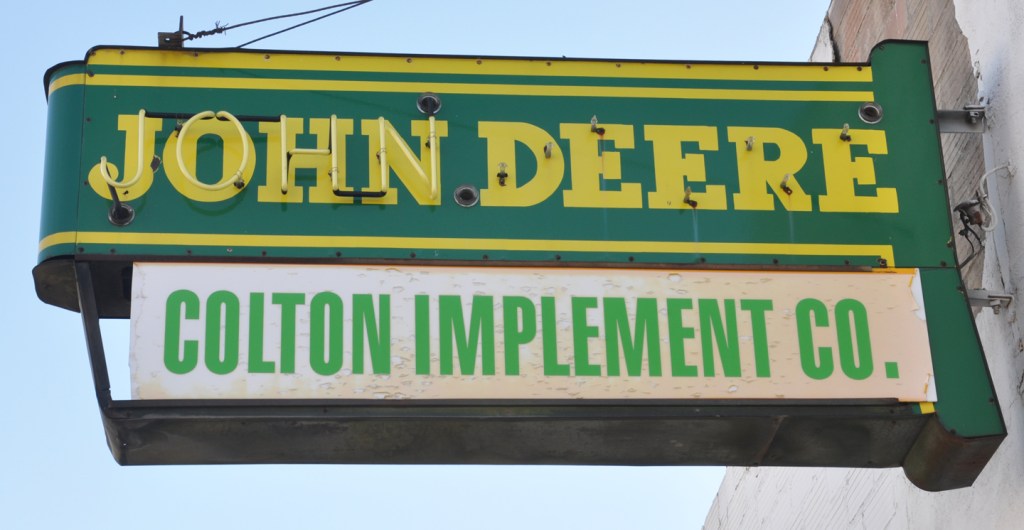 JOHN DEERE
COLTON IMPLEMENT CO.